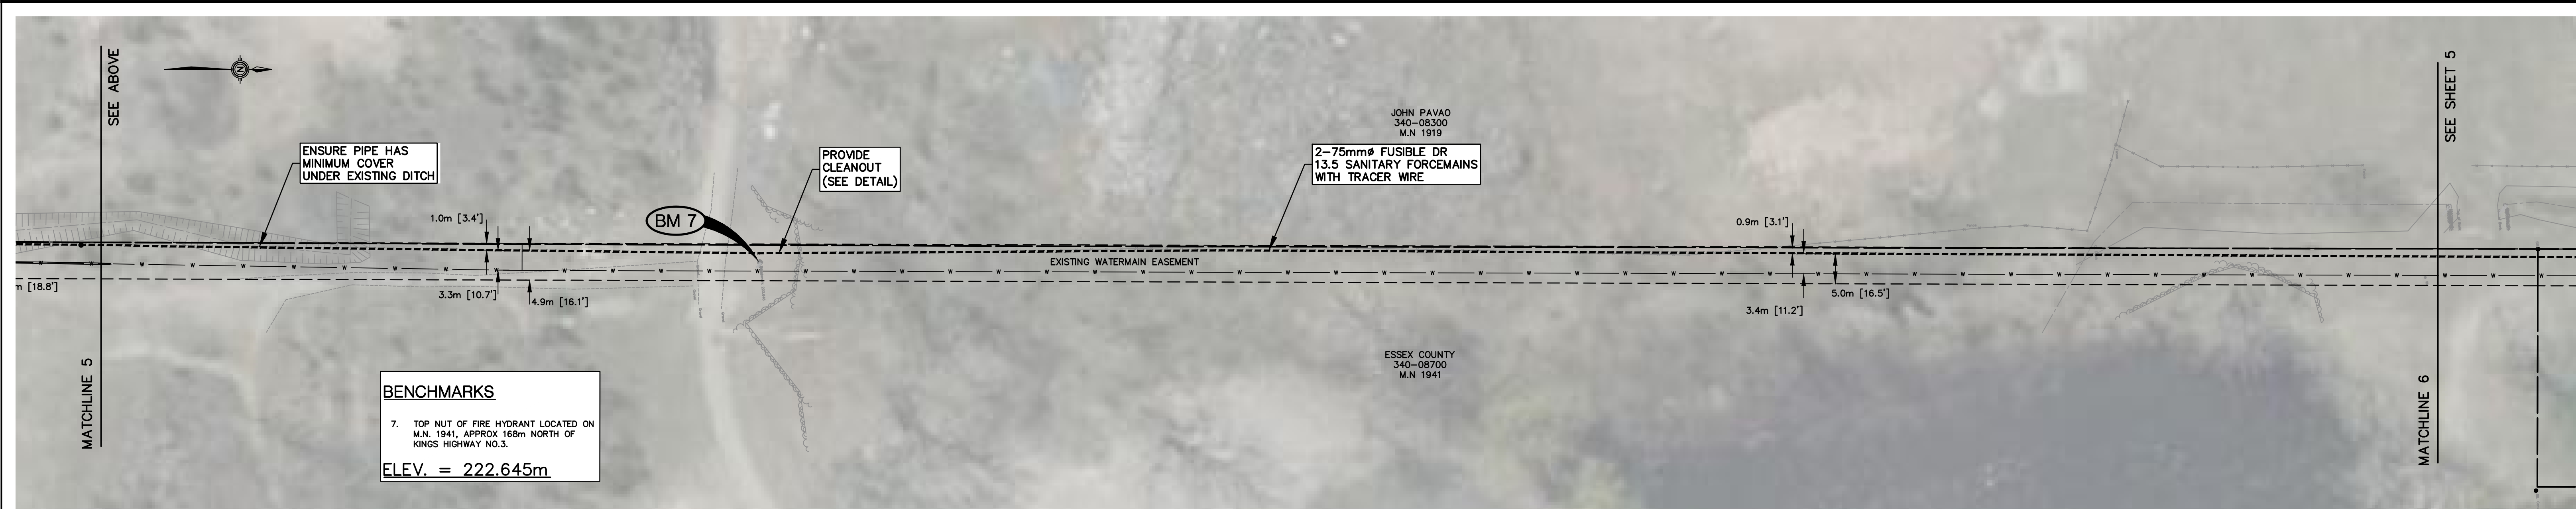 SEE ABOVE
MATCHLINE 5
N
ENSURE PIPE HAS
MINIMUM COVER
UNDER EXISTING DITCH
1.0m [3.4']
3.3m [10.7']
4.9m [16.1']
m [18.8']
BM 7
PROVIDE
CLEANOUT
(SEE DETAIL)
JOHN PAVAO
340-08300
M.N 1919
2-75mmø FUSIBLE DR
13.5 SANITARY FORCEMAINS
WITH TRACER WIRE
EXISTING WATERMAIN EASEMENT
W W W W W W W W W W W W W W W W W W W W W W W W W W W W W W W W W W W W W W W W W W W W W W W W W W W W
0.9m [3.1']
5.0m [16.5']
3.4m [11.2']
ESSEX COUNTY
340-08700
M.N 1941
SEE SHEET 5
MATCHLINE 6
BENCHMARKS
7. TOP NUT OF FIRE HYDRANT LOCATED ON
M.N. 1941, APPROX 168m NORTH OF
KINGS HIGHWAY NO.3.
ELEV. = 222.645m